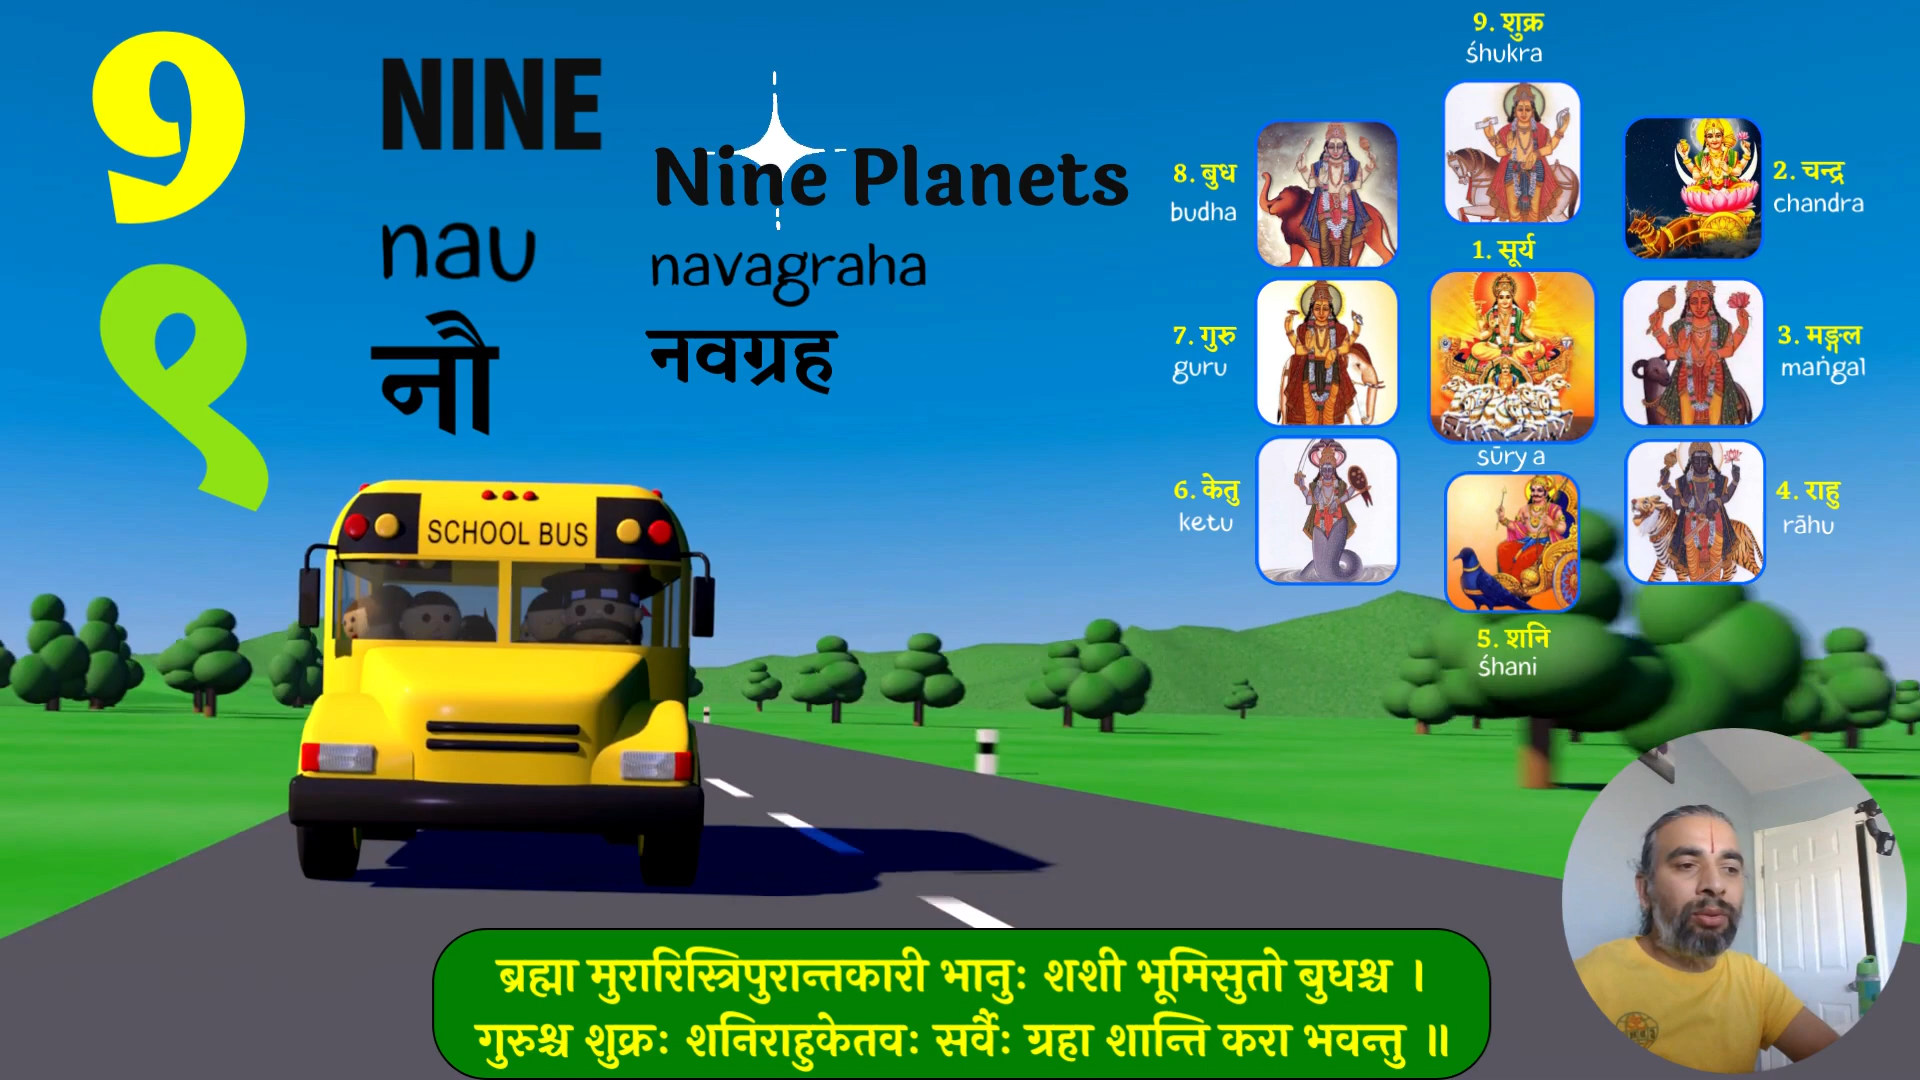 9
NINE
nau
नौ
९
Nine Planets
navagraha
नवग्रह
9. शुक्र
śhukra
8. बुध
budha
2. चन्द्र
chandra
1. सूर्य
sūrya
7. गुरु
guru
3. मङ्गल
maṅgal
6. केतु
ketu
4. राहु
rāhu
5. शनि
śhani
SCHOOL BUS
ब्रह्मा मुरारिस्त्रिपुरान्तकारी भानुः शशी भूमिसुतो बुधश्च ।
गुरुश्च शुक्रः शनिराहुकेतवः सर्वैः ग्रहा शान्ति करा भवन्तु ॥